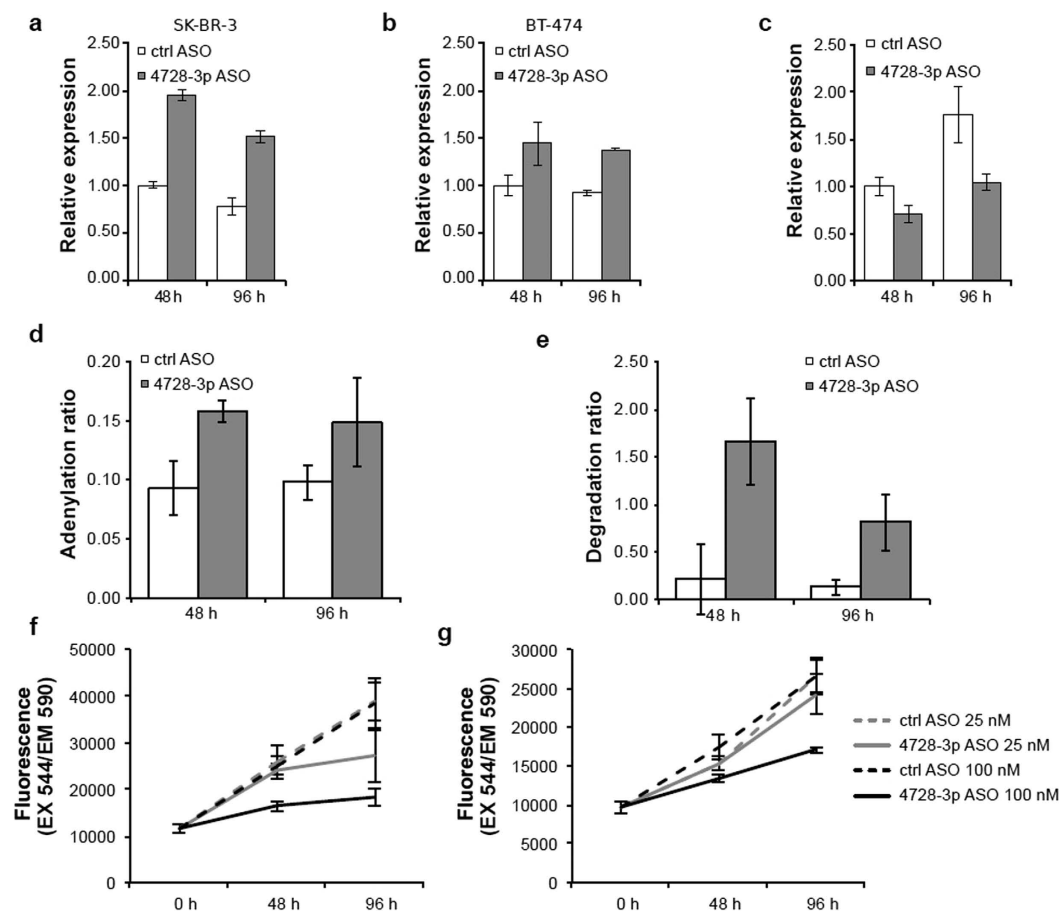 a
SK-BR-3
Relative expression
2.50
2.00
1.50
1.00
0.50
0.00
ctrl ASO
4728-3p ASO
48 h
96 h
b
BT-474
Relative expression
2.50
2.00
1.50
1.00
0.50
0.00
ctrl ASO
4728-3p ASO
48 h
96 h
c
Relative expression
2.50
2.00
1.50
1.00
0.50
0.00
ctrl ASO
4728-3p ASO
48 h
96 h
d
Adenylation ratio
0.20
0.15
0.10
0.05
0.00
ctrl ASO
4728-3p ASO
48 h
96 h
e
Degradation ratio
2.50
2.00
1.50
1.00
0.50
0.00
ctrl ASO
4728-3p ASO
48 h
96 h
f
Fluorescence
(EX 544/EM 590)
50000
40000
30000
20000
10000
0
0 h
48 h
96 h
g
Fluorescence
(EX 544/EM 590)
30000
25000
20000
15000
10000
5000
0
0 h
48 h
96 h
ctrl ASO 25 nM
4728-3p ASO 25 nM
ctrl ASO 100 nM
4728-3p ASO 100 nM